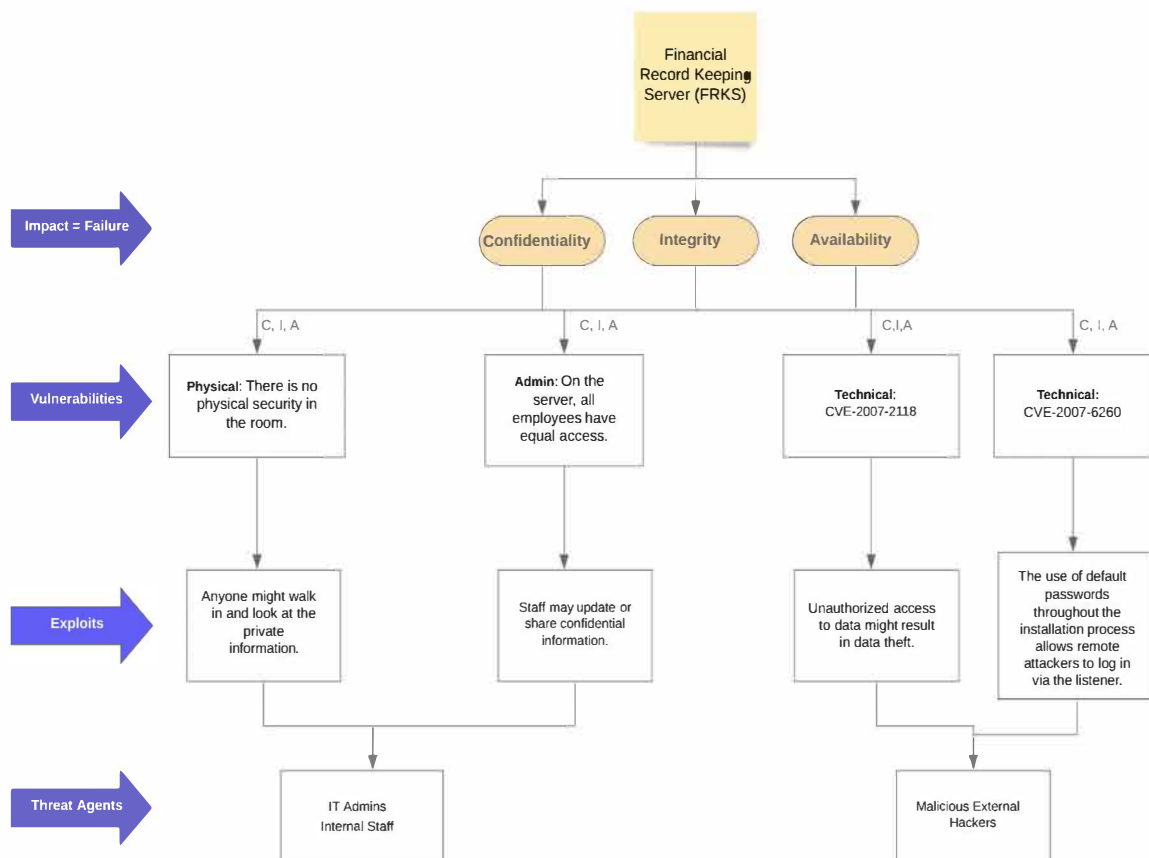 Financial
Record Keeping
Server (FRKS)
Impact = Failure
Confidentiality
Integrity
Availability
C, I, A
C, I, A
C,I,A
C, I, A
Vulnerabilities
Physical: There is no
physical security in
the room.
Admin: On the
server, all
employees have
equal access.
Technical:
CVE-2007-2118
Technical:
CVE-2007-6260
Exploits
Anyone might walk
in and look at the
private
information.
Staff may update or
share confidential
information.
Unauthorized access
to data might result
in data theft.
The use of default
passwords
throughout the
installation process
allows remote
attackers to log in
via the listener.
Threat Agents
IT Admins
Internal Staff
Malicious External
Hackers